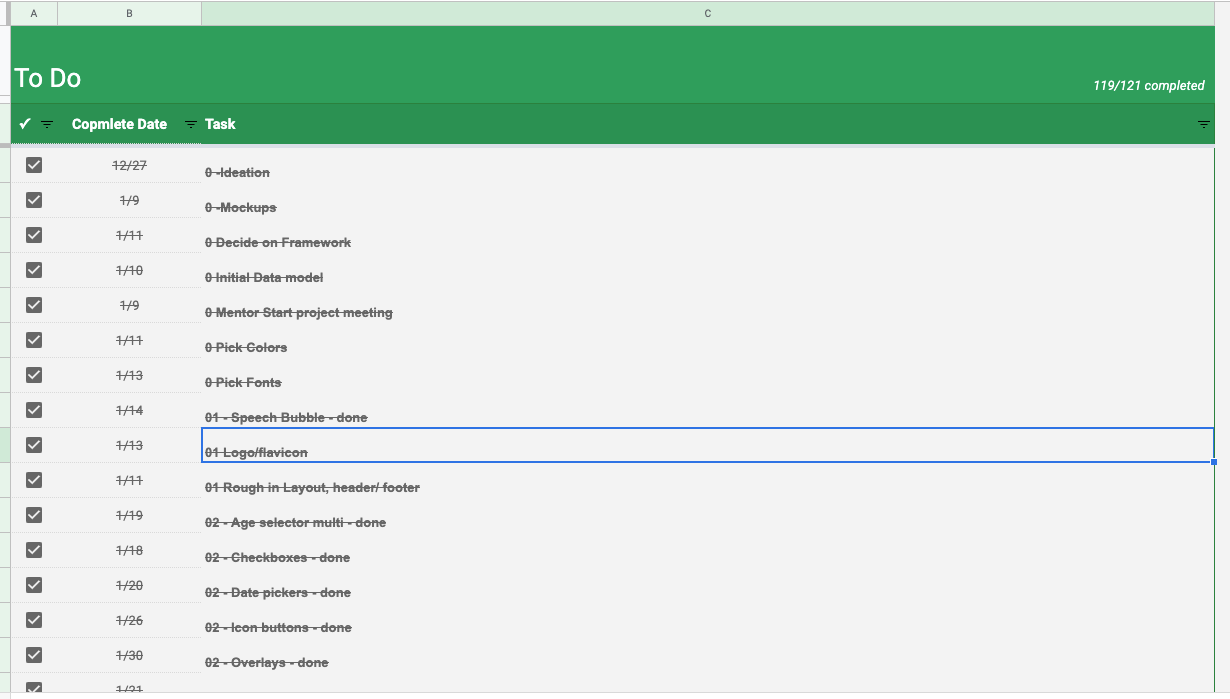 A B C
To Do
119/121 completed
✓ Copmlete Date Task
12/27 0 -Ideation
1/9 0 -Mockups
1/11 0 Decide on Framework
1/10 0 Initial Data model
1/9 0 Mentor Start project meeting
1/11 0 Pick Colors
1/13 0 Pick Fonts
1/14 01 - Speech Bubble - done
1/13 01 Logo/flavicon
1/11 01 Rough in Layout, header/ footer
1/19 02 - Age selector multi - done
1/18 02 - Checkboxes - done
1/20 02 - Date pickers - done
1/26 02 - Icon buttons - done
1/30 02 - Overlays - done
1/21